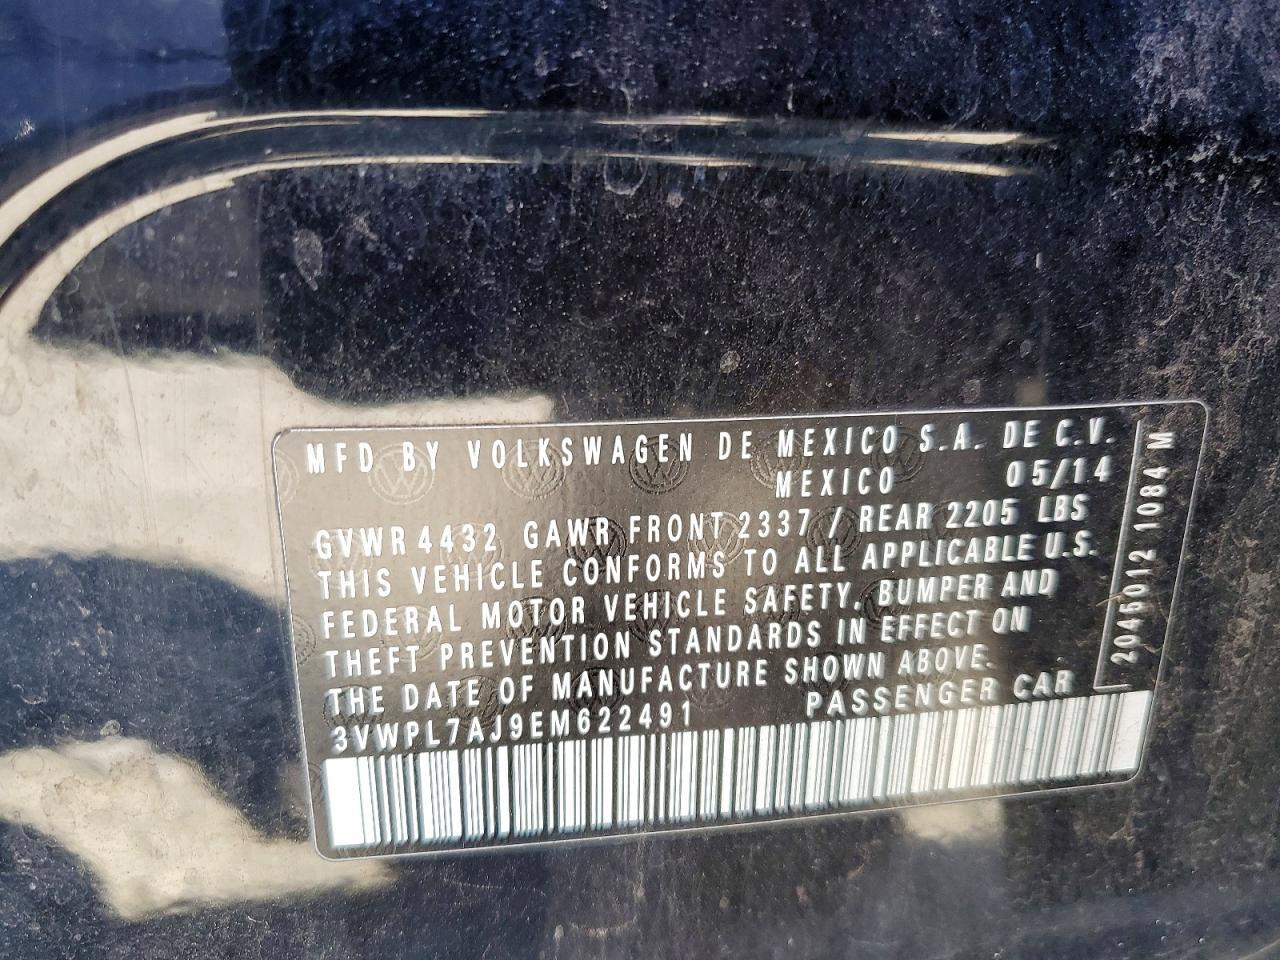 MFD BY VOLKSWAGEN DE MEXICO S.A. DE C.V.
MEXICO 05/14
GVWR 4432 GAWR FRONT 2337 / REAR 2205 LBS
THIS VEHICLE CONFORMS TO ALL APPLICABLE U.S.
FEDERAL MOTOR VEHICLE SAFETY, BUMPER AND
THEFT PREVENTION STANDARDS IN EFFECT ON
THE DATE OF MANUFACTURE SHOWN ABOVE.
3VWPL7AJ9EM622491 PASSENGER CAR
2045012 1084 M